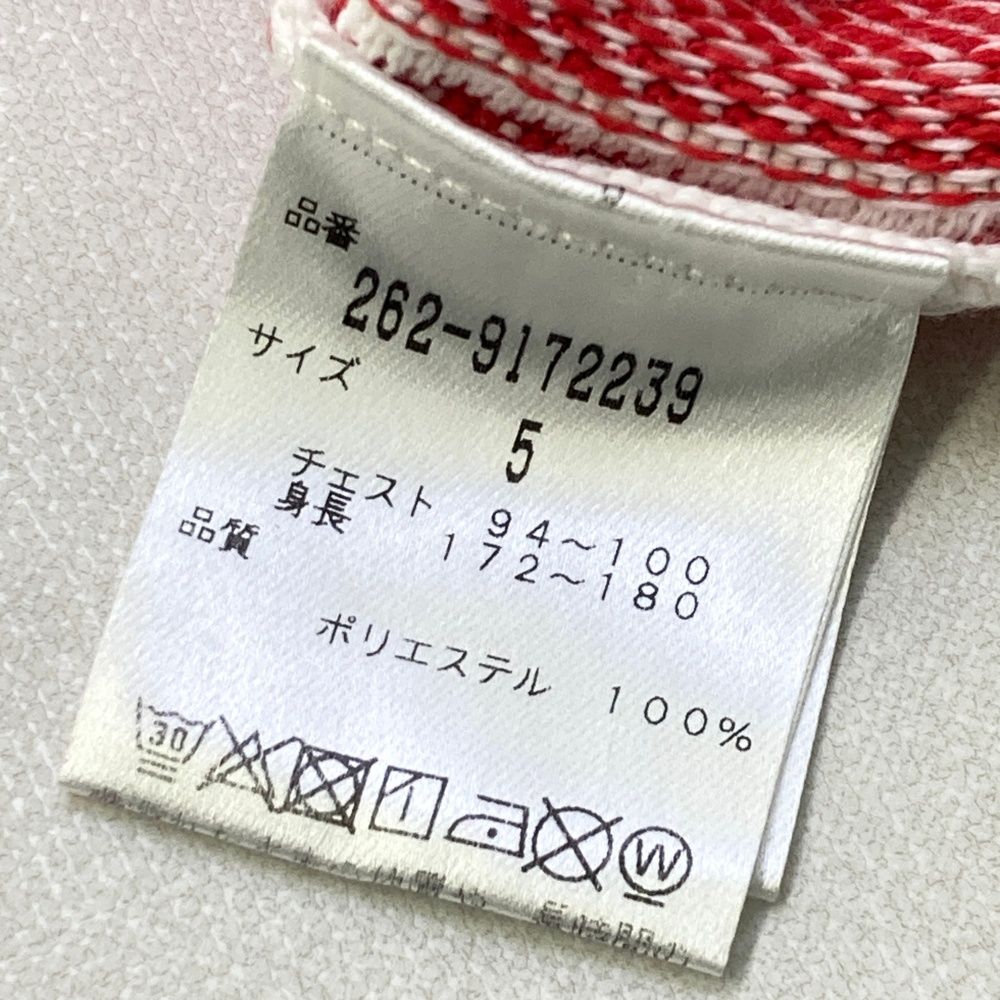 品番
262-9172239
サイズ
5
チェスト 94～100
身長 172～180
品質
ポリエステル 100%
30
W